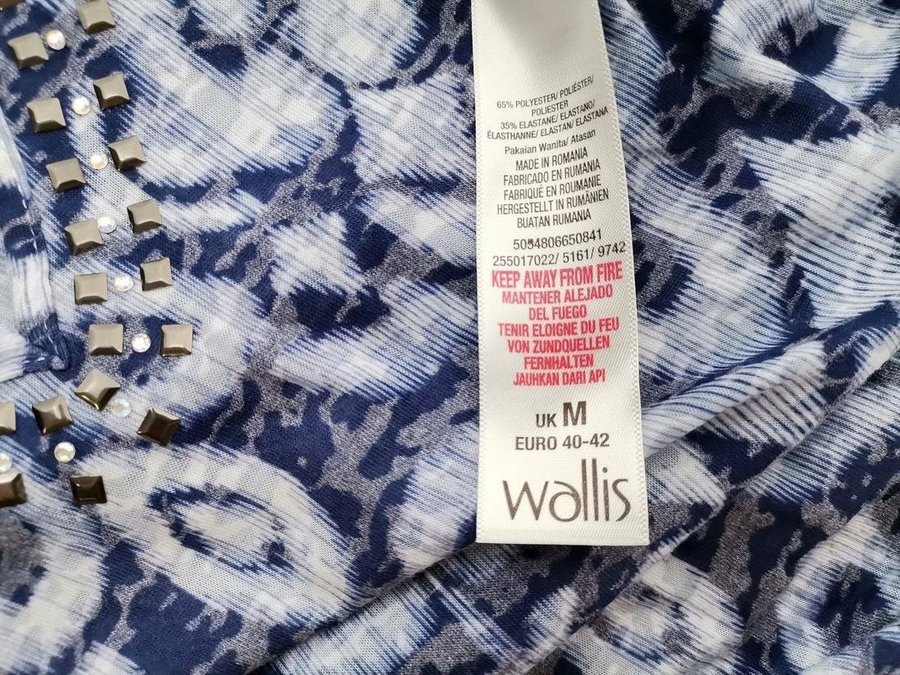 65% POLYESTER/ POLIÉSTER/
POLIESTER
35% ELASTANE/ ELASTANO/
ÉLASTHANNE/ ELASTAN/ ELASTANA
Pakaian Wanita/ Atasan
MADE IN ROMANIA
FABRICADO EN RUMANIA
FABRIQUÉ EN ROUMANIE
HERGESTELLT IN RUMÄNIEN
BUATAN RUMANIA
5054806650841
255017022/ 5161/ 9742
KEEP AWAY FROM FIRE
MANTENER ALEJADO
DEL FUEGO
TENIR ELOIGNE DU FEU
VON ZUNDQUELLEN
FERNHALTEN
JAUHKAN DARI API
UK M
EURO 40-42
wallis